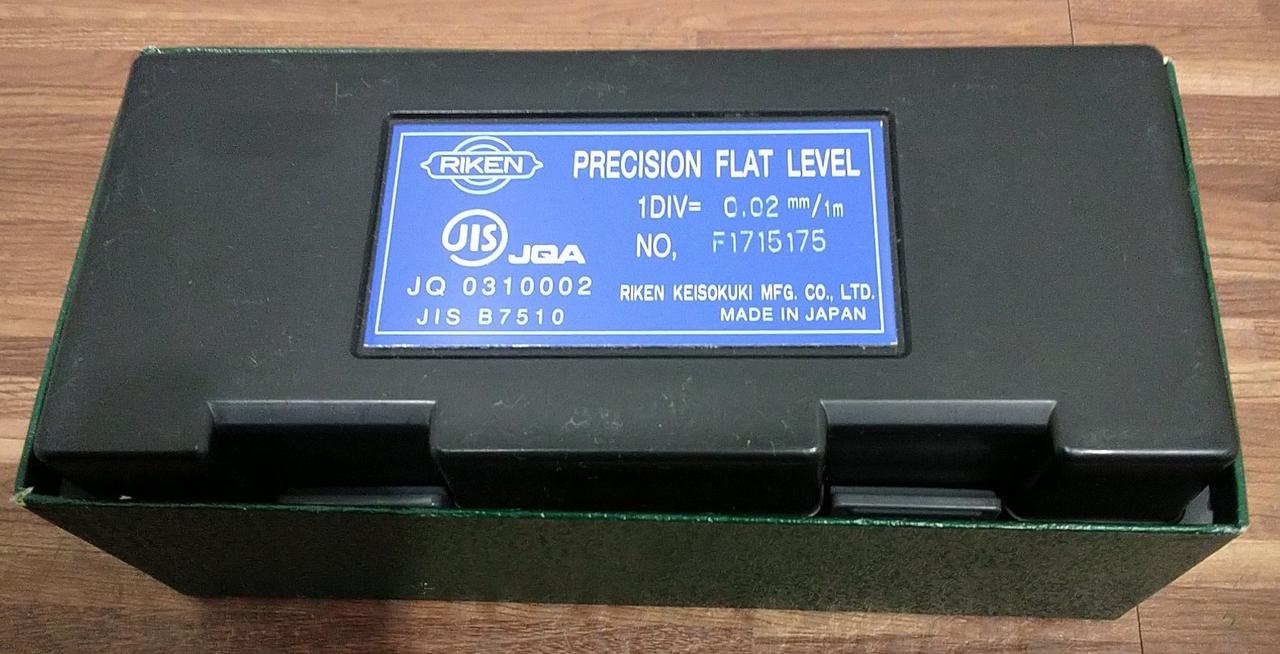 RIKEN
PRECISION FLAT LEVEL
1DIV= 0.02 mm/1m
NO, F1715175
JIS JQA
JQ 0310002
JIS B7510
RIKEN KEISOKUKI MFG. CO., LTD.
MADE IN JAPAN